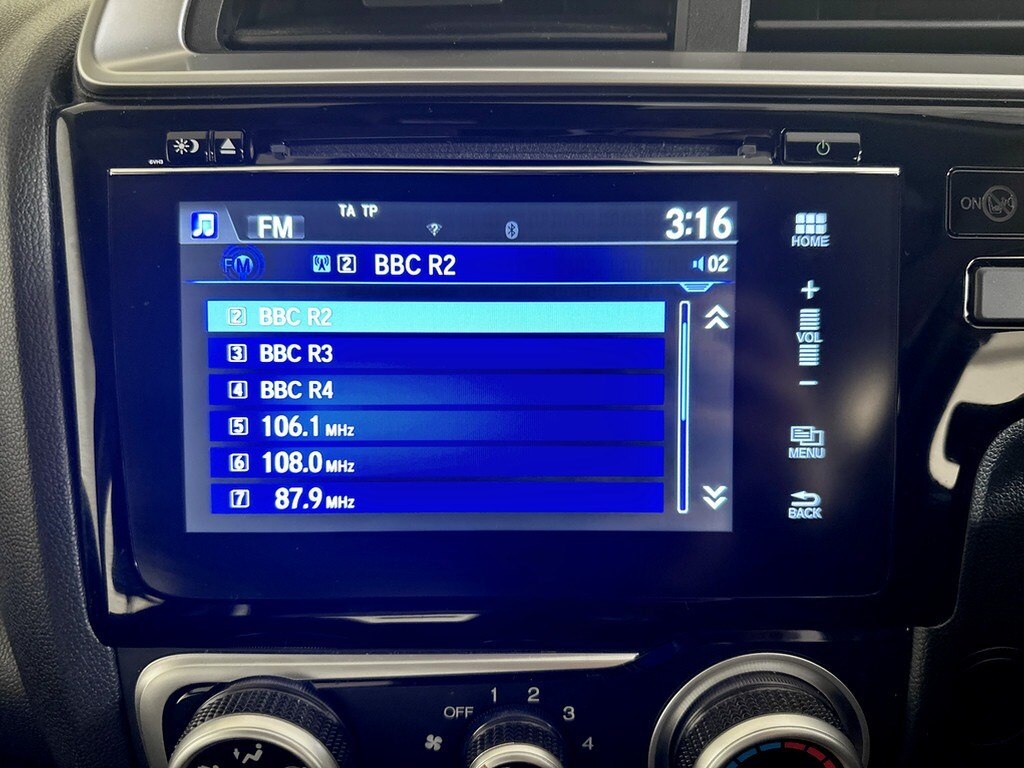 FM TA TP 3:16
HOME
FM 2 BBC R2 02
2 BBC R2
3 BBC R3
4 BBC R4
5 106.1 MHz
6 108.0 MHz
7 87.9 MHz
+
VOL
−
MENU
BACK
ON
OFF 1 2 3 4